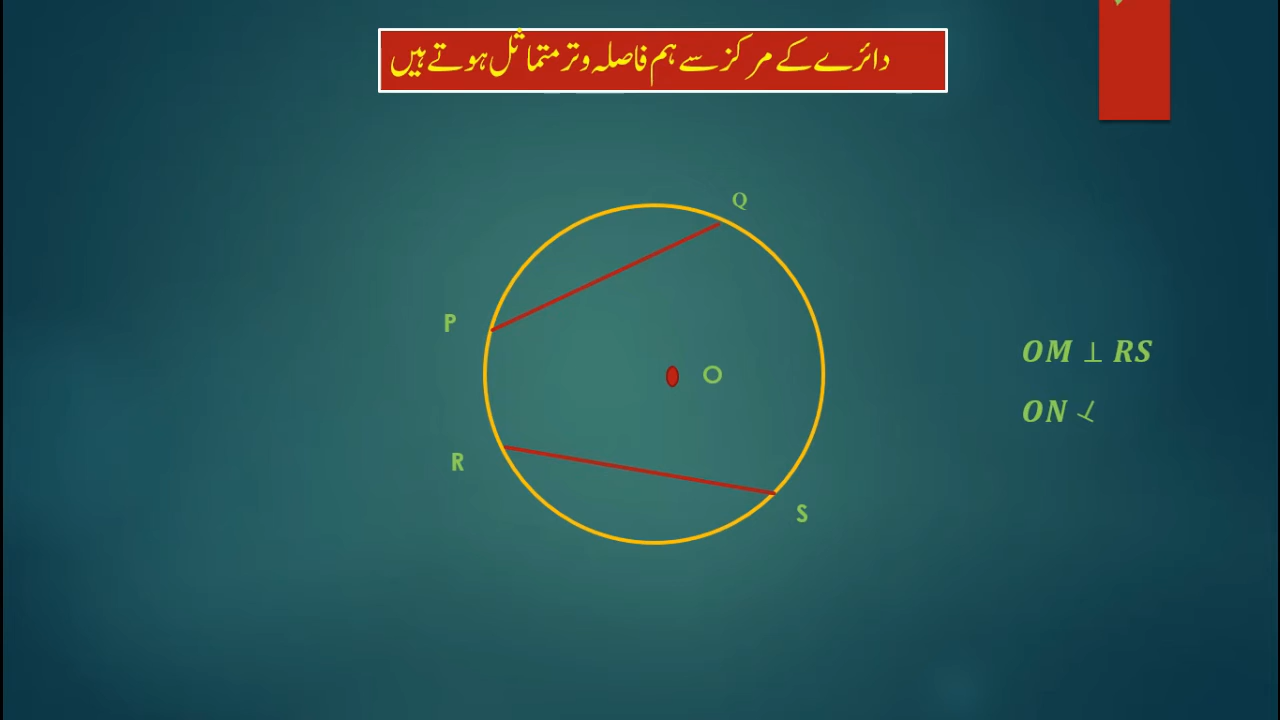 دائرے کے مرکز سے ہم فاصلہ وتر متماثل ہوتے ہیں
Q
P
OM ⊥ RS
O
ON ⊥
R
S